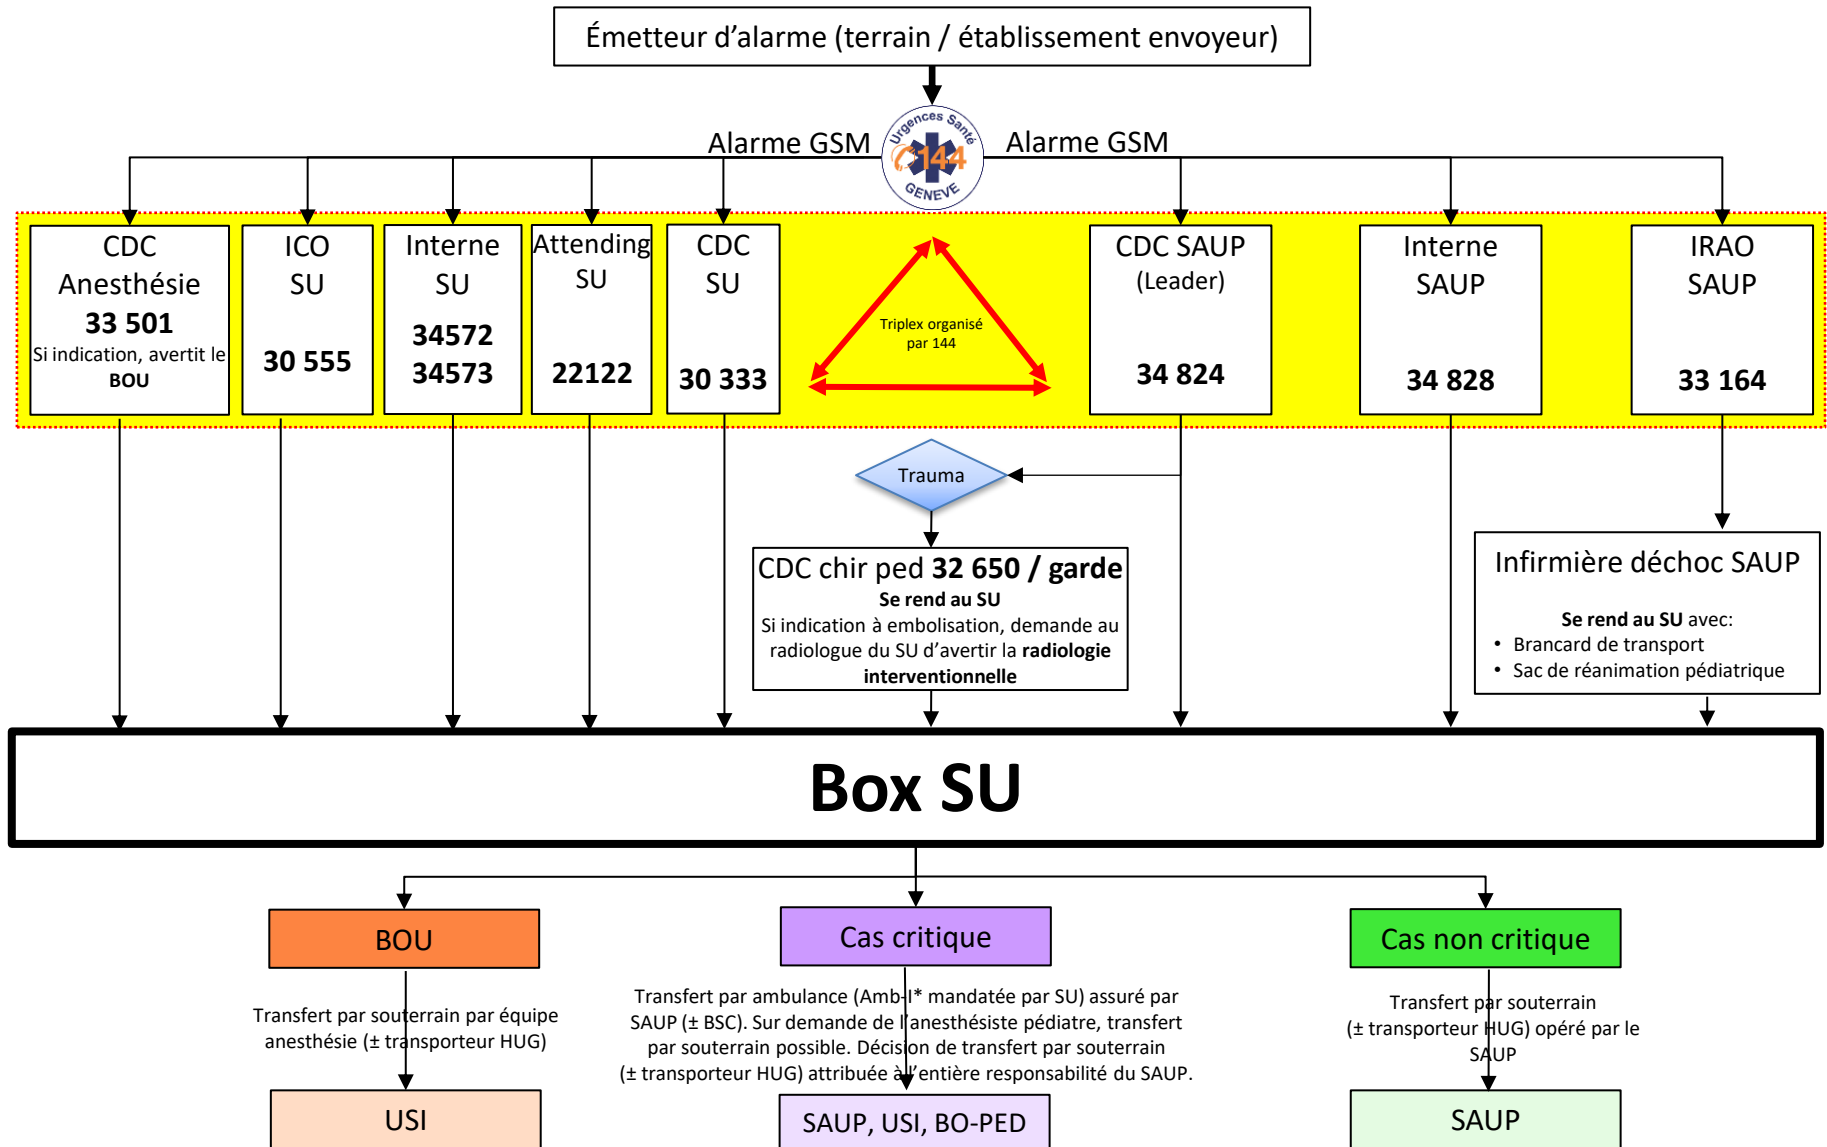 Émetteur d'alarme (terrain / établissement envoyeur)
Urgences Santé
144
GENEVE
Alarme GSM
Alarme GSM
CDC
Anesthésie
33 501
Si indication, avertit le
BOU
ICO
SU
30 555
Interne
SU
34572
34573
Attending
SU
22122
CDC
SU
30 333
Triplex organisé
par 144
CDC SAUP
(Leader)
34 824
Interne
SAUP
34 828
IRAO
SAUP
33 164
Trauma
CDC chir ped 32 650 / garde
Se rend au SU
Si indication à embolisation, demande au
radiologue du SU d'avertir la radiologie
interventionnelle
Infirmière déchoc SAUP
Se rend au SU avec:
• Brancard de transport
• Sac de réanimation pédiatrique
Box SU
BOU
Transfert par souterrain par équipe
anesthésie (± transporteur HUG)
USI
Cas critique
Transfert par ambulance (Amb-I* mandatée par SU) assuré par
SAUP (± BSC). Sur demande de l'anesthésiste pédiatre, transfert
par souterrain possible. Décision de transfert par souterrain
(± transporteur HUG) attribuée à l'entière responsabilité du SAUP.
SAUP, USI, BO-PED
Cas non critique
Transfert par souterrain
(± transporteur HUG) opéré par le
SAUP
SAUP